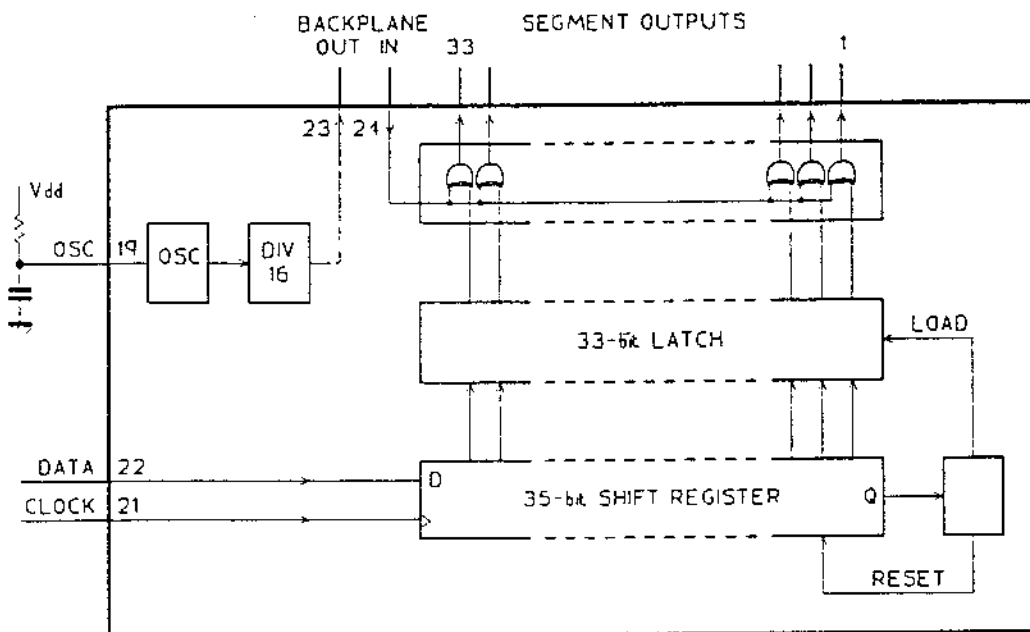 BACKPLANE SEGMENT OUTPUTS
OUT IN 33 1
23 24
Vdd
OSC 19 OSC DIV
16
33-bit LATCH LOAD
DATA 22 D
35-bit SHIFT REGISTER Q
CLOCK 21
RESET